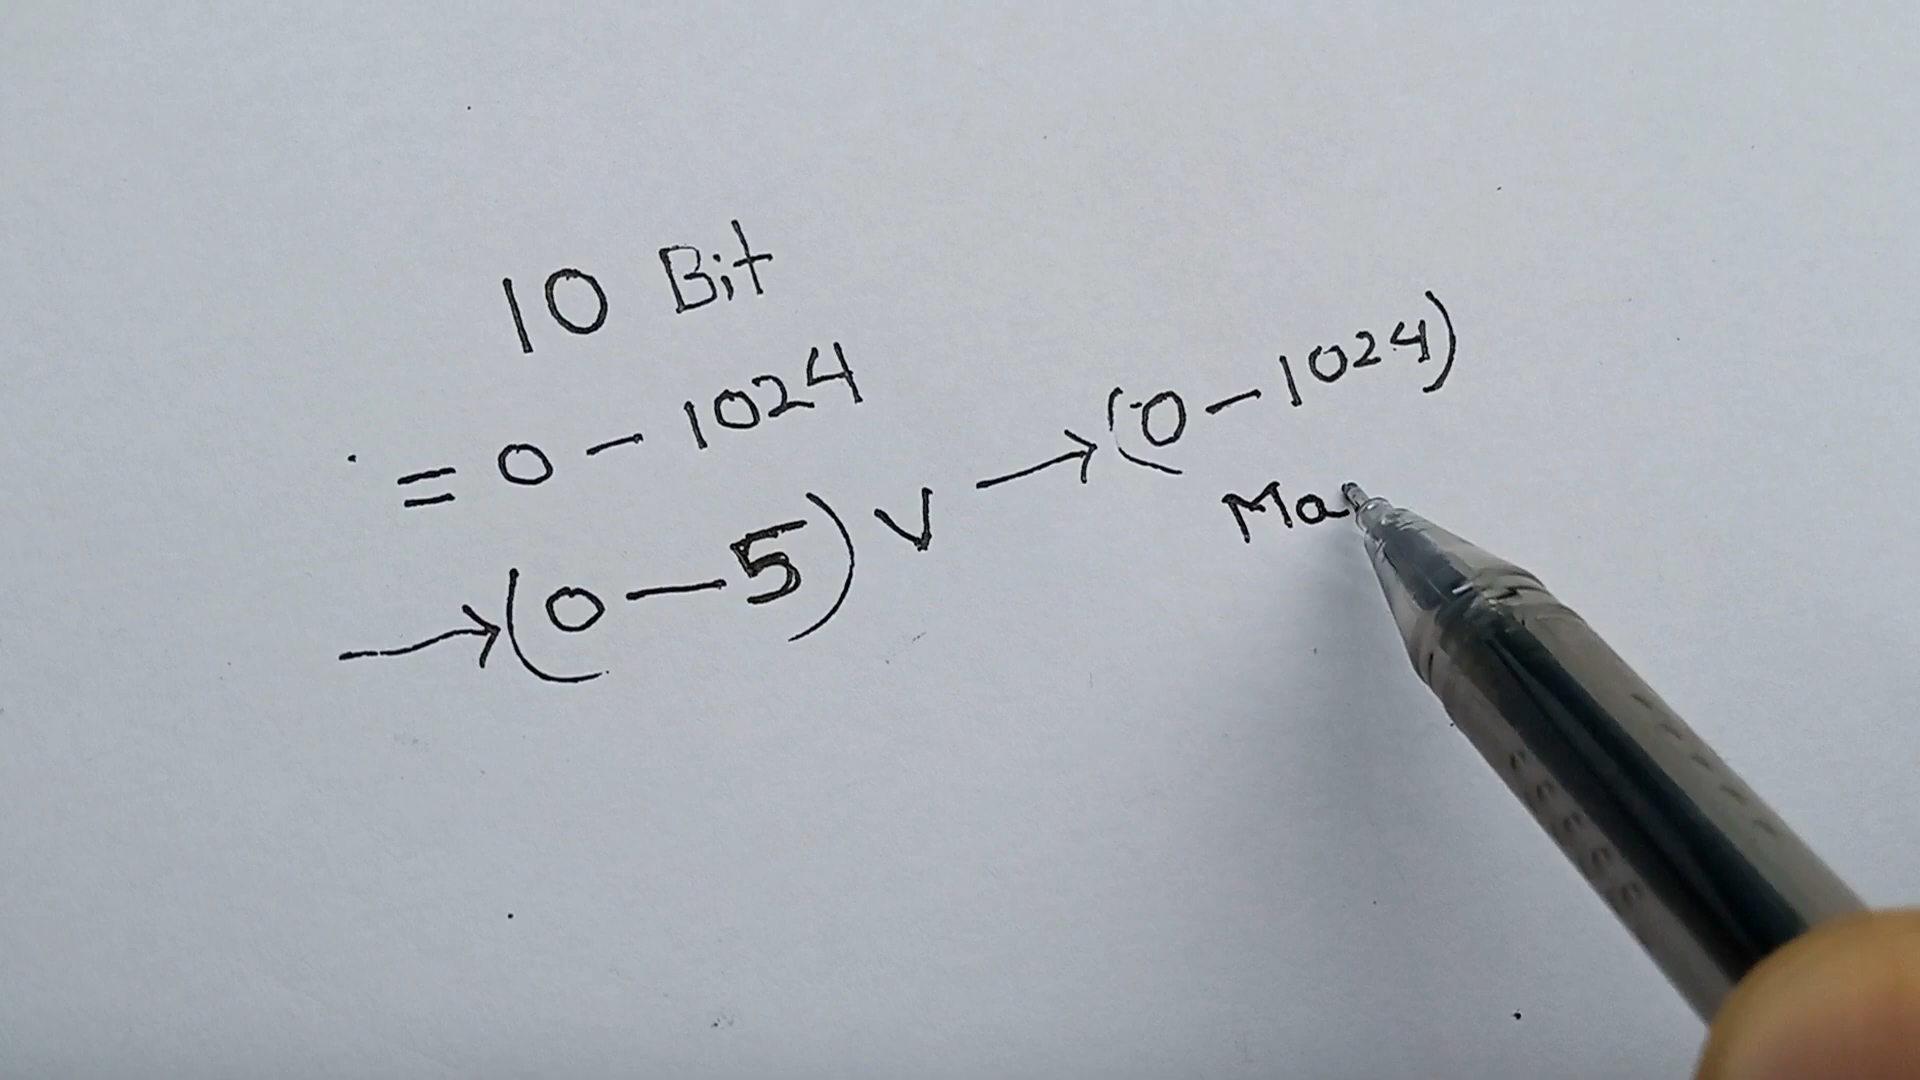 10 Bit
= 0 - 1024
→ (0 - 5) V → (0 - 1024)
Ma